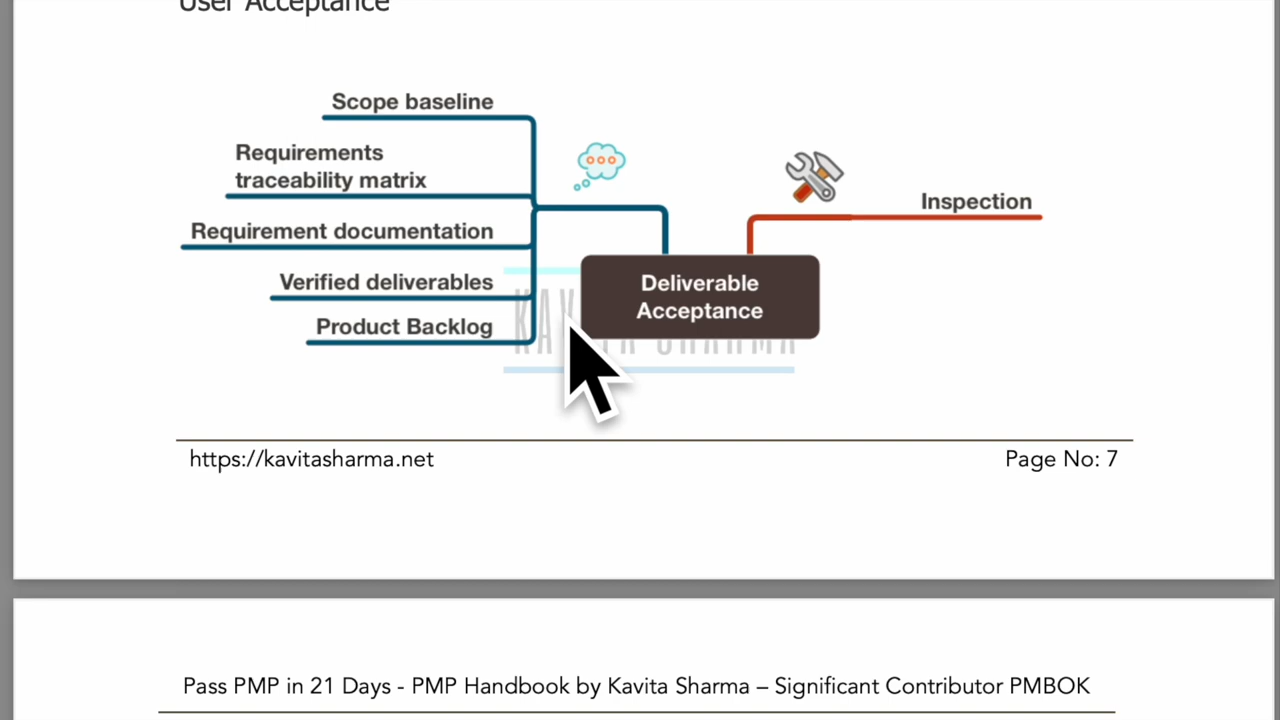 User Acceptance
Scope baseline
Requirements
traceability matrix
Requirement documentation
Verified deliverables
Product Backlog
Inspection
Deliverable
Acceptance
https://kavitasharma.net
Page No: 7
Pass PMP in 21 Days - PMP Handbook by Kavita Sharma – Significant Contributor PMBOK